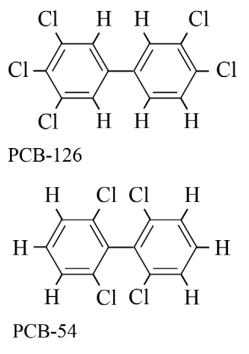 Cl H H Cl
Cl Cl
Cl H H H
PCB-126
H Cl Cl H
H H
H Cl Cl H
PCB-54